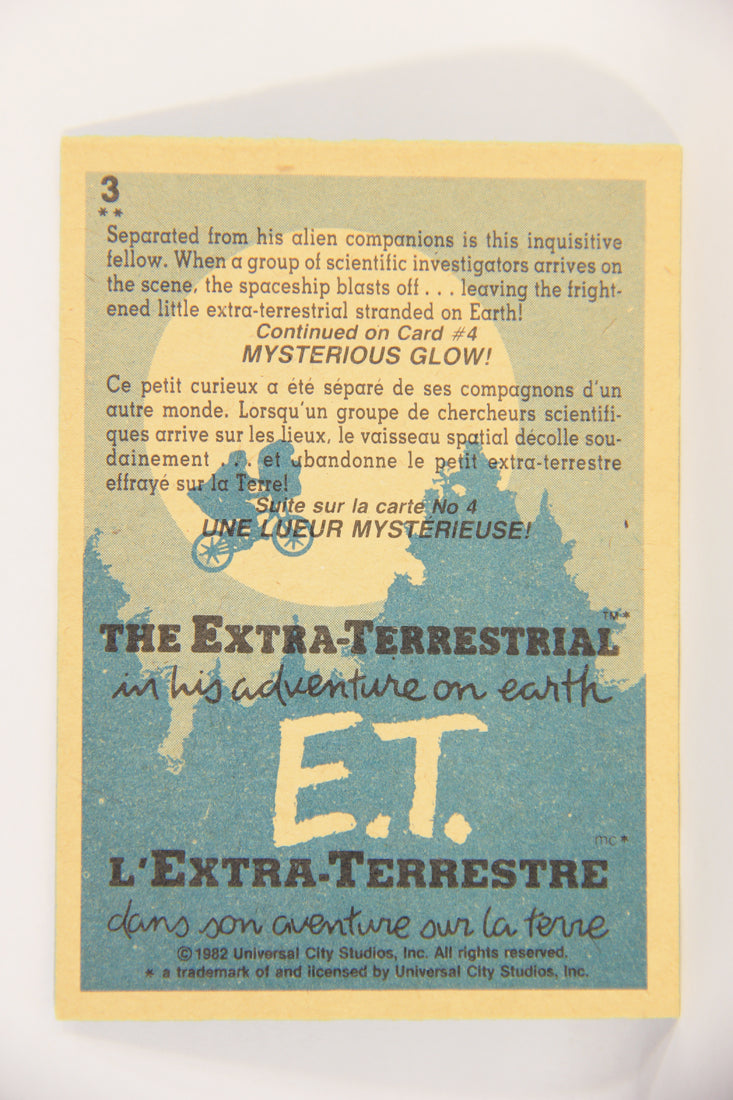 3
**
Separated from his alien companions is this inquisitive
fellow. When a group of scientific investigators arrives on
the scene, the spaceship blasts off . . . leaving the fright-
ened little extra-terrestrial stranded on Earth!
Continued on Card #4
MYSTERIOUS GLOW!
Ce petit curieux a été séparé de ses compagnons d'un
autre monde. Lorsqu'un groupe de chercheurs scientifi-
ques arrive sur les lieux, le vaisseau spatial décolle sou-
dainement . . . et abandonne le petit extra-terrestre
effrayé sur la Terre!
Suite sur la carte No 4
UNE LUEUR MYSTÉRIEUSE!
THE EXTRA-TERRESTRIAL TM*
in his adventure on earth
E.T.
mc*
L'EXTRA-TERRESTRE
dans son aventure sur la terre
©1982 Universal City Studios, Inc. All rights reserved.
* a trademark of and licensed by Universal City Studios, Inc.